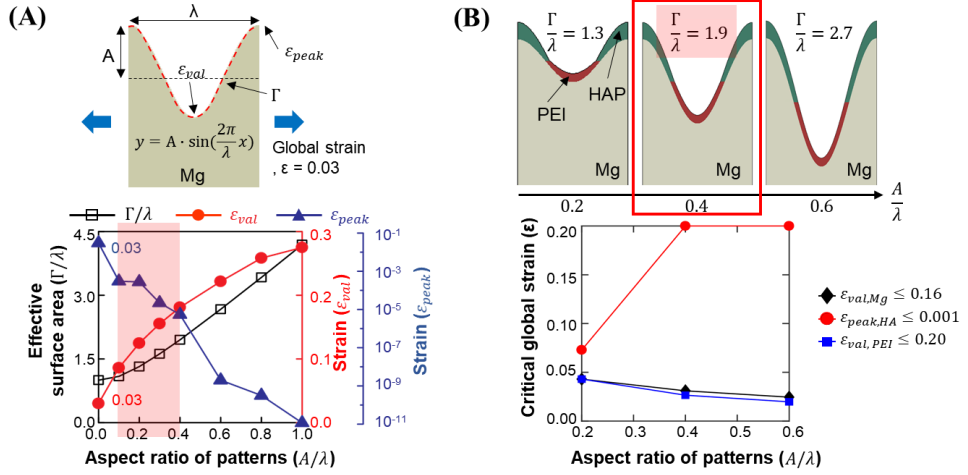 (A)
λ
A
ε_peak
ε_val
Γ
y = A · sin(2π/λ x)
Global strain
, ε = 0.03
Mg
Γ/λ ε_val ε_peak
4.5
3.0
1.5
0.0
Effective
surface area (Γ/λ)
0.03
0.03
0.3
0.2
0.1
0.0
Strain (ε_val)
10⁻¹
10⁻³
10⁻⁵
10⁻⁷
10⁻⁹
10⁻¹¹
Strain (ε_peak)
0.0 0.2 0.4 0.6 0.8 1.0
Aspect ratio of patterns (A/λ)
(B)
Γ/λ = 1.3
Γ/λ = 1.9
Γ/λ = 2.7
PEI
HAP
Mg
Mg
Mg
0.2 0.4 0.6
A/λ
0.20
0.15
0.10
0.05
0.00
Critical global strain (ε)
0.2 0.3 0.4 0.5 0.6
Aspect ratio of patterns (A/λ)
ε_val,Mg ≤ 0.16
ε_peak,HA ≤ 0.001
ε_val,PEI ≤ 0.20